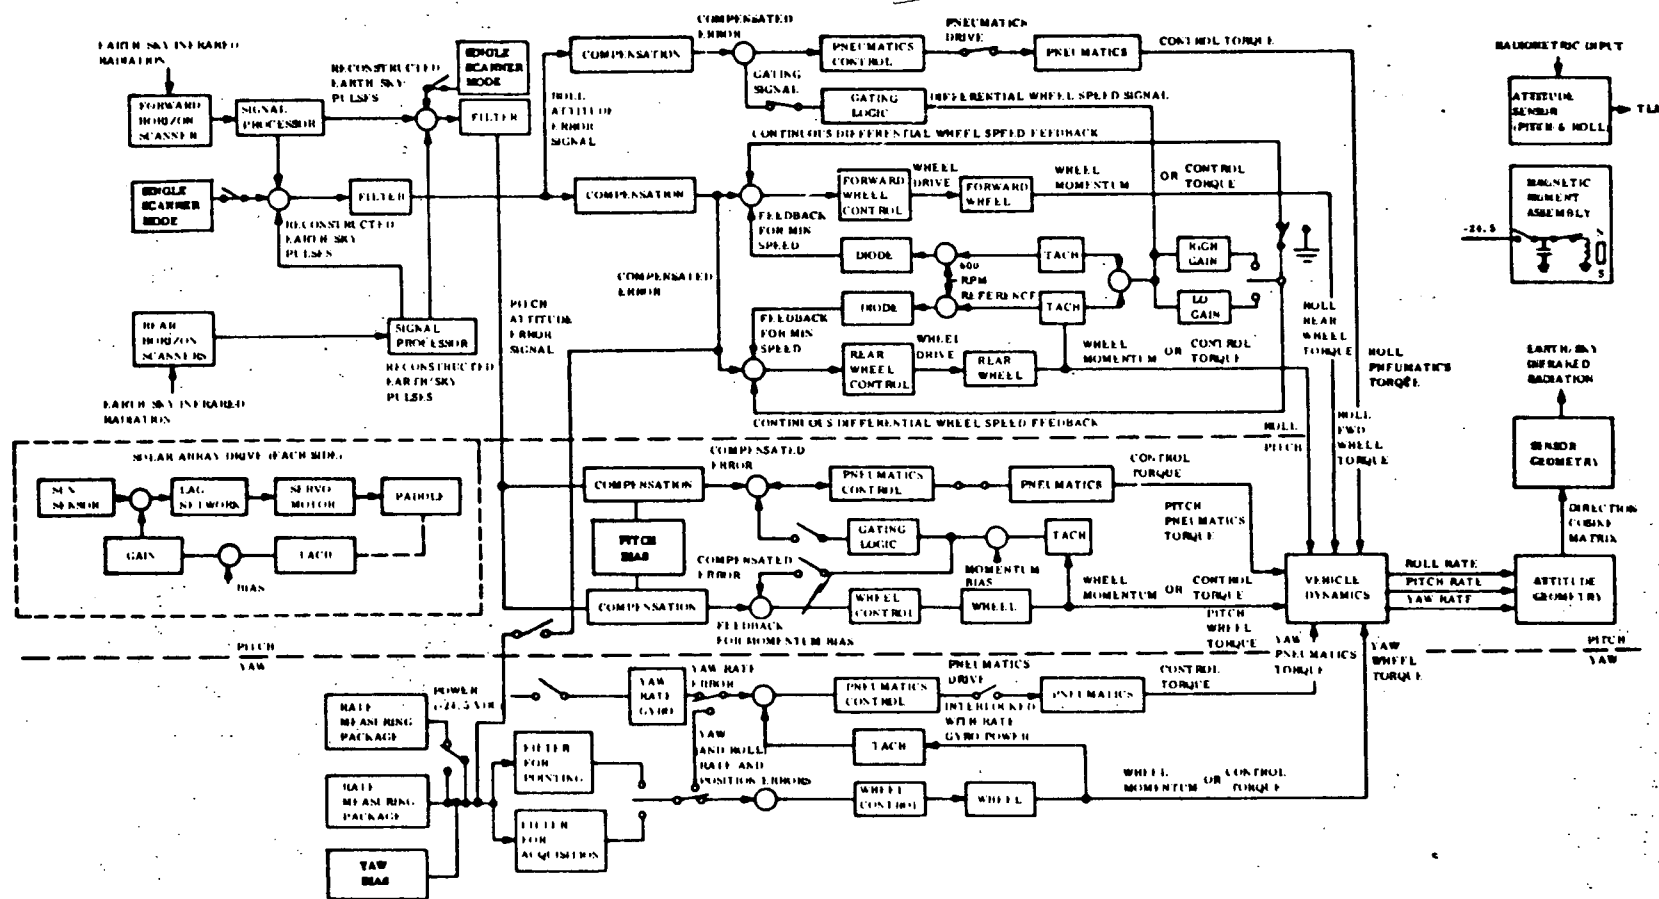 EARTH SKY INFRARED
RADIATION
FORWARD
HORIZON
SCANNER
SIGNAL
PROCESSOR
RECONSTRUCTED
EARTH SKY
PULSES
SINGLE
SCANNER
MODE
FILTER
SINGLE
SCANNER
MODE
FILTER
RECONSTRUCTED
EARTH SKY
PULSES
REAR
HORIZON
SCANNERS
SIGNAL
PROCESSOR
RECONSTRUCTED
EARTH/SKY
PULSES
EARTH SKY INFRARED
RADIATION
ROLL
ATTITUDE
ERROR
SIGNAL
PITCH
ATTITUDE
ERROR
SIGNAL
COMPENSATION
COMPENSATED
ERROR
PNEUMATICS
CONTROL
PNEUMATICS
DRIVE
PNEUMATICS
CONTROL TORQUE
GATING
SIGNAL
GATING
LOGIC
DIFFERENTIAL WHEEL SPEED SIGNAL
CONTINUOUS DIFFERENTIAL WHEEL SPEED FEEDBACK
COMPENSATION
FORWARD
WHEEL
CONTROL
WHEEL
DRIVE
FORWARD
WHEEL
WHEEL
MOMENTUM
OR CONTROL
TORQUE
FEEDBACK
FOR MIN
SPEED
COMPENSATED
ERROR
DIODE
600
RPM
REFERENCE
TACH
HIGH
GAIN
DIODE
TACH
LO
GAIN
FEEDBACK
FOR MIN
SPEED
REAR
WHEEL
CONTROL
WHEEL
DRIVE
REAR
WHEEL
WHEEL
MOMENTUM
OR CONTROL
TORQUE
CONTINUOUS DIFFERENTIAL WHEEL SPEED FEEDBACK
ROLL
REAR
WHEEL
TORQUE
ROLL
PNEUMATICS
TORQUE
ROLL
FWD
WHEEL
TORQUE
ROLL
PITCH
RADIOMETRIC INPUT
ATTITUDE
SENSOR
(PITCH & ROLL)
MAGNETIC
MOMENT
ASSEMBLY
-24.5
S
EARTH/SKY
INFRARED
RADIATION
SENSOR
GEOMETRY
DIRECTION
COSINE
MATRIX
ATTITUDE
GEOMETRY
SOLAR ARRAY DRIVE (EACH SIDE)
SUN
SENSOR
LAG
NETWORK
SERVO
MOTOR
PADDLE
GAIN
TACH
BIAS
COMPENSATION
COMPENSATED
ERROR
PNEUMATICS
CONTROL
PNEUMATICS
CONTROL
TORQUE
PITCH
PNEUMATICS
TORQUE
PITCH
BIAS
GATING
LOGIC
TACH
MOMENTUM
BIAS
COMPENSATED
ERROR
COMPENSATION
WHEEL
CONTROL
WHEEL
WHEEL
MOMENTUM
OR CONTROL
TORQUE
FEEDBACK
FOR MOMENTUM BIAS
PITCH
WHEEL
TORQUE
VEHICLE
DYNAMICS
ROLL RATE
PITCH RATE
YAW RATE
PITCH
YAW
YAW
PNEUMATICS
TORQUE
YAW
WHEEL
TORQUE
PITCH
YAW
RATE
MEASURING
PACKAGE
POWER
RATE
MEASURING
PACKAGE
YAW
BIAS
FILTER
FOR
POINTING
FILTER
FOR
ACQUISITION
YAW
RATE
GYRO
YAW RATE
ERROR
YAW
AND ROLL
RATE AND
POSITION ERRORS
PNEUMATICS
CONTROL
PNEUMATICS
DRIVE
INTERLOCKED
WITH RATE
GYRO POWER
PNEUMATICS
CONTROL
TORQUE
TACH
WHEEL
CONTROL
WHEEL
WHEEL
MOMENTUM
OR CONTROL
TORQUE